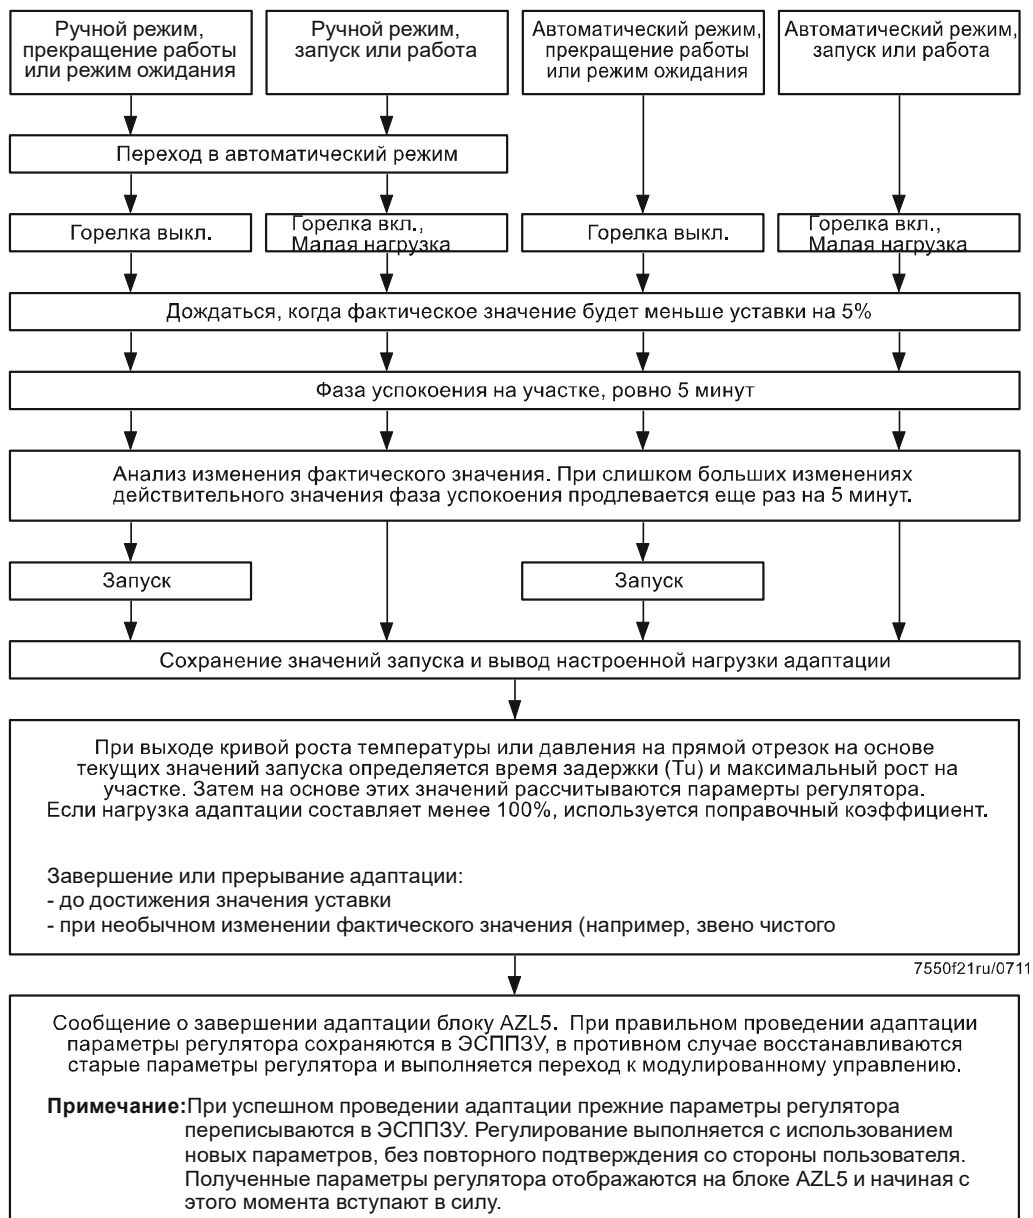 Ручной режим,
прекращение работы
или режим ожидания
Ручной режим,
запуск или работа
Автоматический режим,
прекращение работы
или режим ожидания
Автоматический режим,
запуск или работа
Переход в автоматический режим
Горелка выкл.
Горелка вкл.,
Малая нагрузка
Горелка выкл.
Горелка вкл.,
Малая нагрузка
Дождаться, когда фактическое значение будет меньше уставки на 5%
Фаза успокоения на участке, ровно 5 минут
Анализ изменения фактического значения. При слишком больших изменениях
действительного значения фаза успокоения продлевается еще раз на 5 минут.
Запуск
Запуск
Сохранение значений запуска и вывод настроенной нагрузки адаптации
При выходе кривой роста температуры или давления на прямой отрезок на основе
текущих значений запуска определяется время задержки (Tu) и максимальный рост на
участке. Затем на основе этих значений рассчитываются парамерты регулятора.
Если нагрузка адаптации составляет менее 100%, используется поправочный коэффициент.
Завершение или прерывание адаптации:
- до достижения значения уставки
- при необычном изменении фактического значения (например, звено чистого
7550f21ru/0711
Сообщение о завершении адаптации блоку AZL5. При правильном проведении адаптации
параметры регулятора сохраняются в ЭСППЗУ, в противном случае восстанавливаются
старые параметры регулятора и выполняется переход к модулированному управлению.
Примечание:При успешном проведении адаптации прежние параметры регулятора
переписываются в ЭСППЗУ. Регулирование выполняется с использованием
новых параметров, без повторного подтверждения со стороны пользователя.
Полученные параметры регулятора отображаются на блоке AZL5 и начиная с
этого момента вступают в силу.